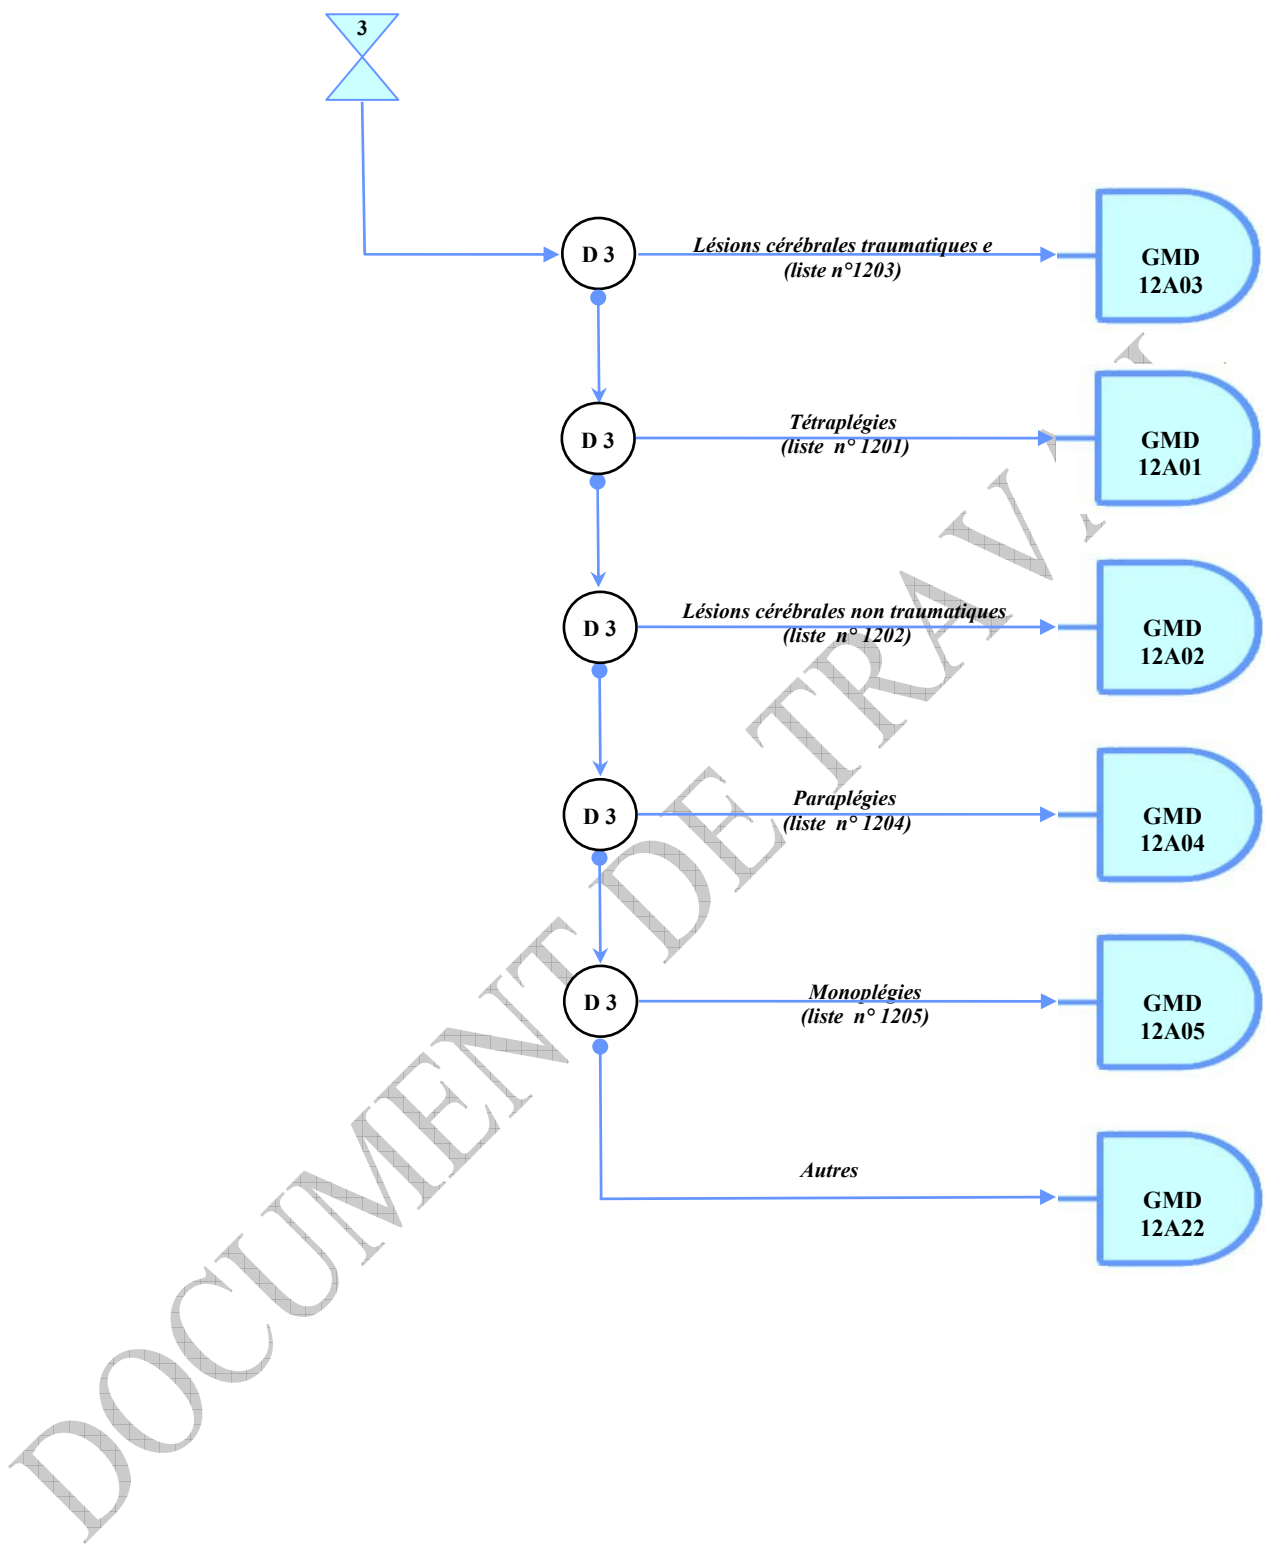 3
D 3
Lésions cérébrales traumatiques e
(liste n°1203)
GMD
12A03
D 3
Tétraplégies
(liste n° 1201)
GMD
12A01
D 3
Lésions cérébrales non traumatiques
(liste n° 1202)
GMD
12A02
D 3
Paraplégies
(liste n° 1204)
GMD
12A04
D 3
Monoplégies
(liste n° 1205)
GMD
12A05
Autres
GMD
12A22
DOCUMENT DE TRAV